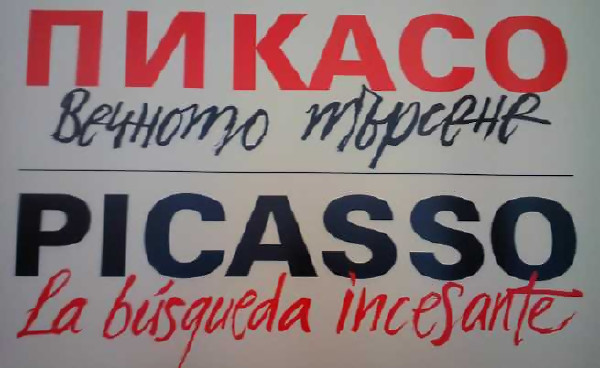 ПИКАСО
Вечното търсене
PICASSO
La búsqueda incesante